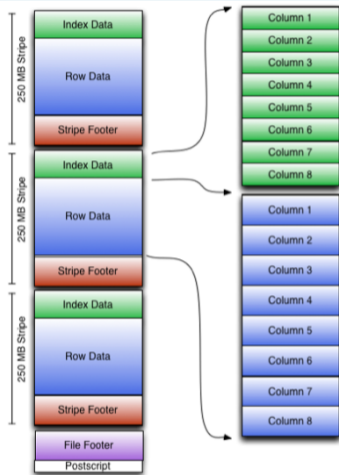 250 MB Stripe
Index Data
Row Data
Stripe Footer
250 MB Stripe
Index Data
Row Data
Stripe Footer
250 MB Stripe
Index Data
Row Data
Stripe Footer
File Footer
Postscript
Column 1
Column 2
Column 3
Column 4
Column 5
Column 6
Column 7
Column 8
Column 1
Column 2
Column 3
Column 4
Column 5
Column 6
Column 7
Column 8